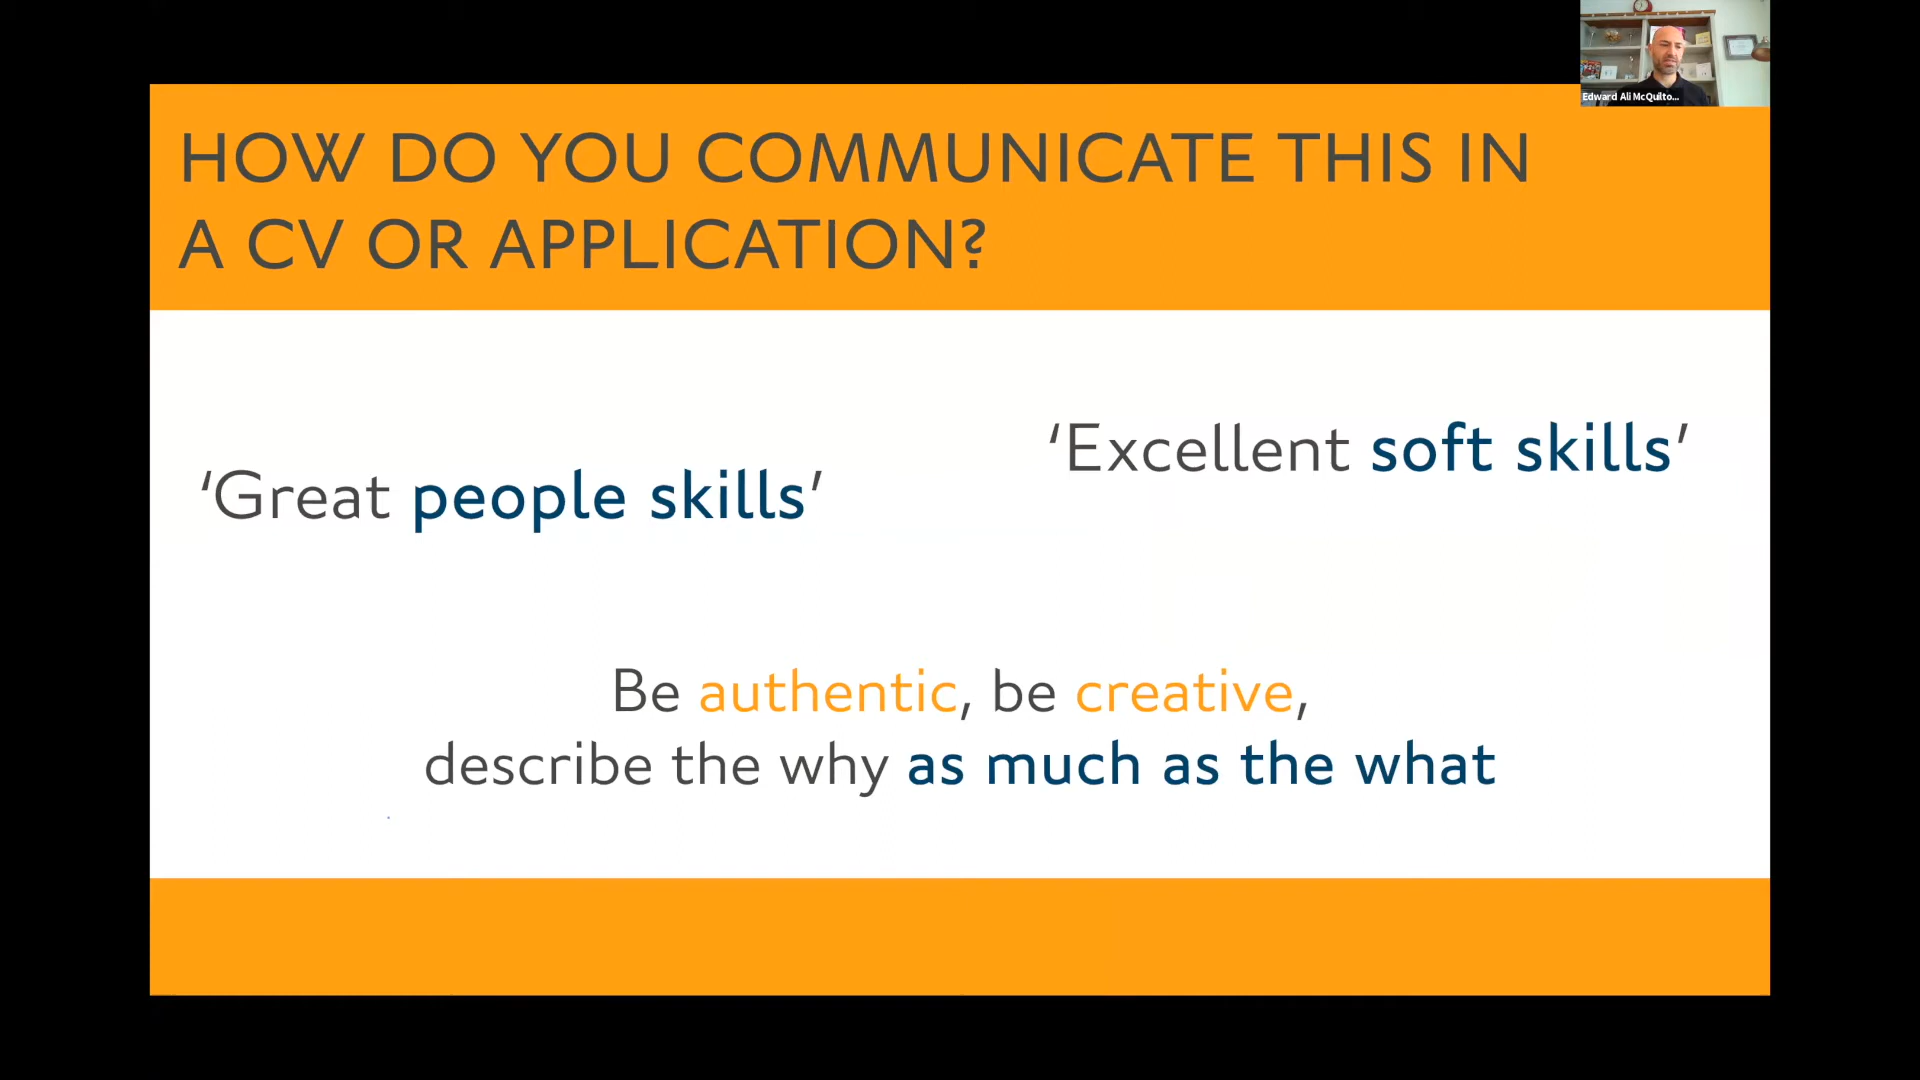 Edward Ali McQuilto...
HOW DO YOU COMMUNICATE THIS IN
A CV OR APPLICATION?
‘Great people skills’
‘Excellent soft skills’
Be authentic, be creative,
describe the why as much as the what